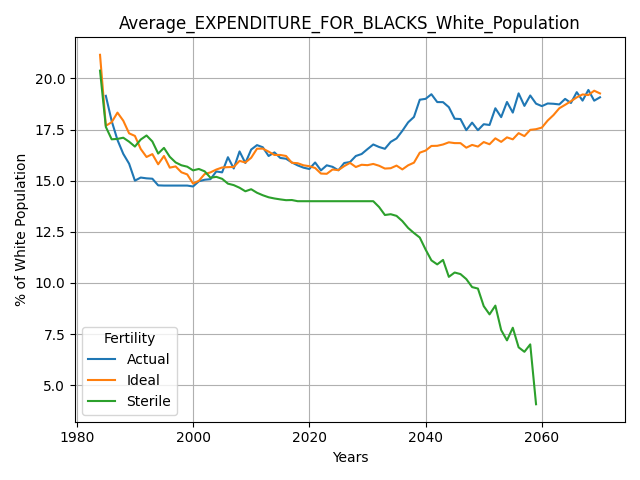 Average_EXPENDITURE_FOR_BLACKS_White_Population
% of White Population
20.0
17.5
15.0
12.5
10.0
7.5
5.0
Fertility
Actual
Ideal
Sterile
1980
2000
2020
2040
2060
Years